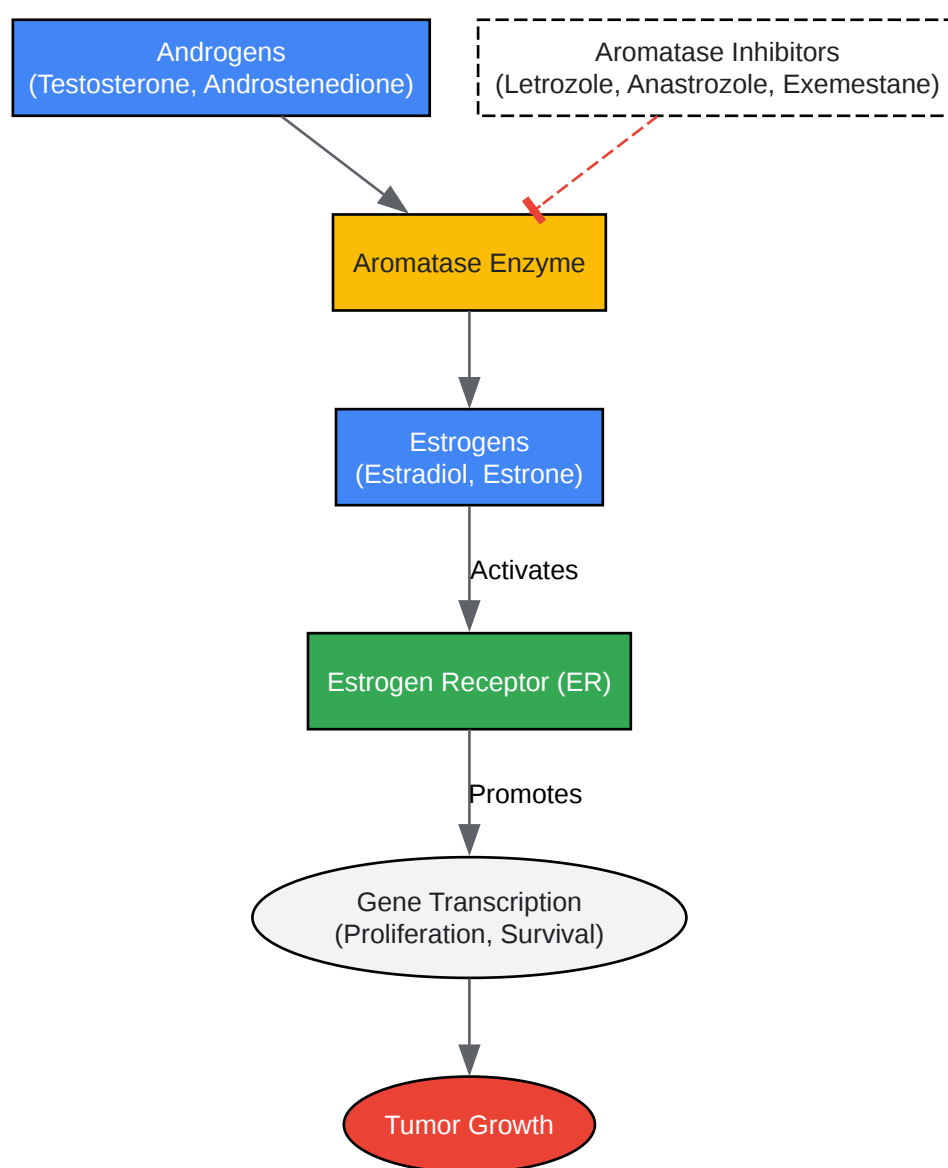 Androgens
(Testosterone, Androstenedione)
Aromatase Inhibitors
(Letrozole, Anastrozole, Exemestane)
Aromatase Enzyme
Estrogens
(Estradiol, Estrone)
Activates
Estrogen Receptor (ER)
Promotes
Gene Transcription
(Proliferation, Survival)
Tumor Growth